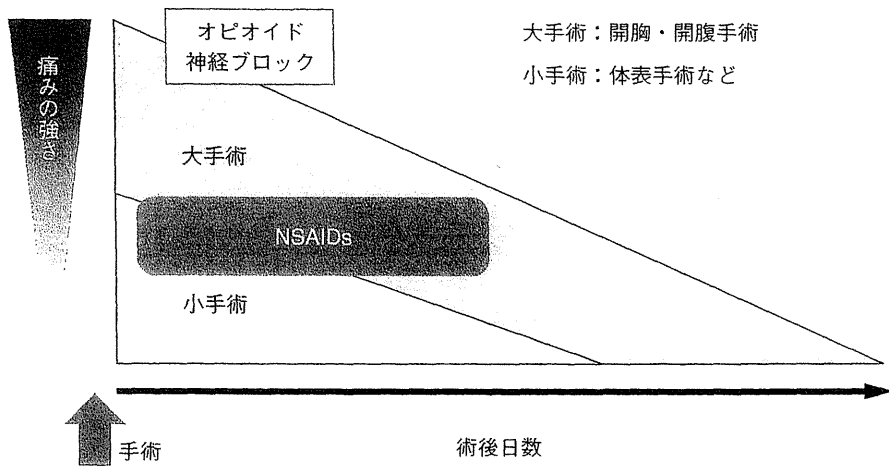 オピオイド
神経ブロック
大手術：開胸・開腹手術
小手術：体表手術など
痛みの強さ
大手術
NSAIDs
小手術
手術
術後日数